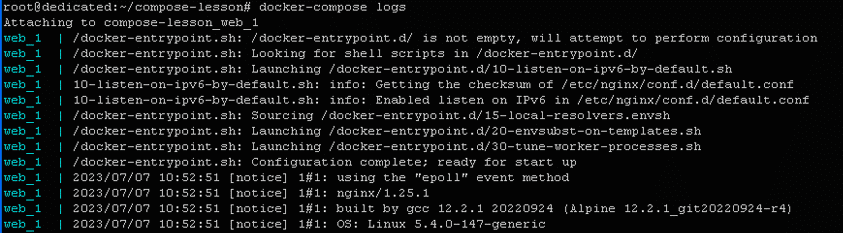 root@dedicated:~/compose-lesson# docker-compose logs
Attaching to compose-lesson_web_1
web_1  | /docker-entrypoint.sh: /docker-entrypoint.d/ is not empty, will attempt to perform configuration
web_1  | /docker-entrypoint.sh: Looking for shell scripts in /docker-entrypoint.d/
web_1  | /docker-entrypoint.sh: Launching /docker-entrypoint.d/10-listen-on-ipv6-by-default.sh
web_1  | 10-listen-on-ipv6-by-default.sh: info: Getting the checksum of /etc/nginx/conf.d/default.conf
web_1  | 10-listen-on-ipv6-by-default.sh: info: Enabled listen on IPv6 in /etc/nginx/conf.d/default.conf
web_1  | /docker-entrypoint.sh: Sourcing /docker-entrypoint.d/15-local-resolvers.envsh
web_1  | /docker-entrypoint.sh: Launching /docker-entrypoint.d/20-envsubst-on-templates.sh
web_1  | /docker-entrypoint.sh: Launching /docker-entrypoint.d/30-tune-worker-processes.sh
web_1  | /docker-entrypoint.sh: Configuration complete; ready for start up
web_1  | 2023/07/07 10:52:51 [notice] 1#1: using the "epoll" event method
web_1  | 2023/07/07 10:52:51 [notice] 1#1: nginx/1.25.1
web_1  | 2023/07/07 10:52:51 [notice] 1#1: built by gcc 12.2.1 20220924 (Alpine 12.2.1_git20220924-r4)
web_1  | 2023/07/07 10:52:51 [notice] 1#1: OS: Linux 5.4.0-147-generic